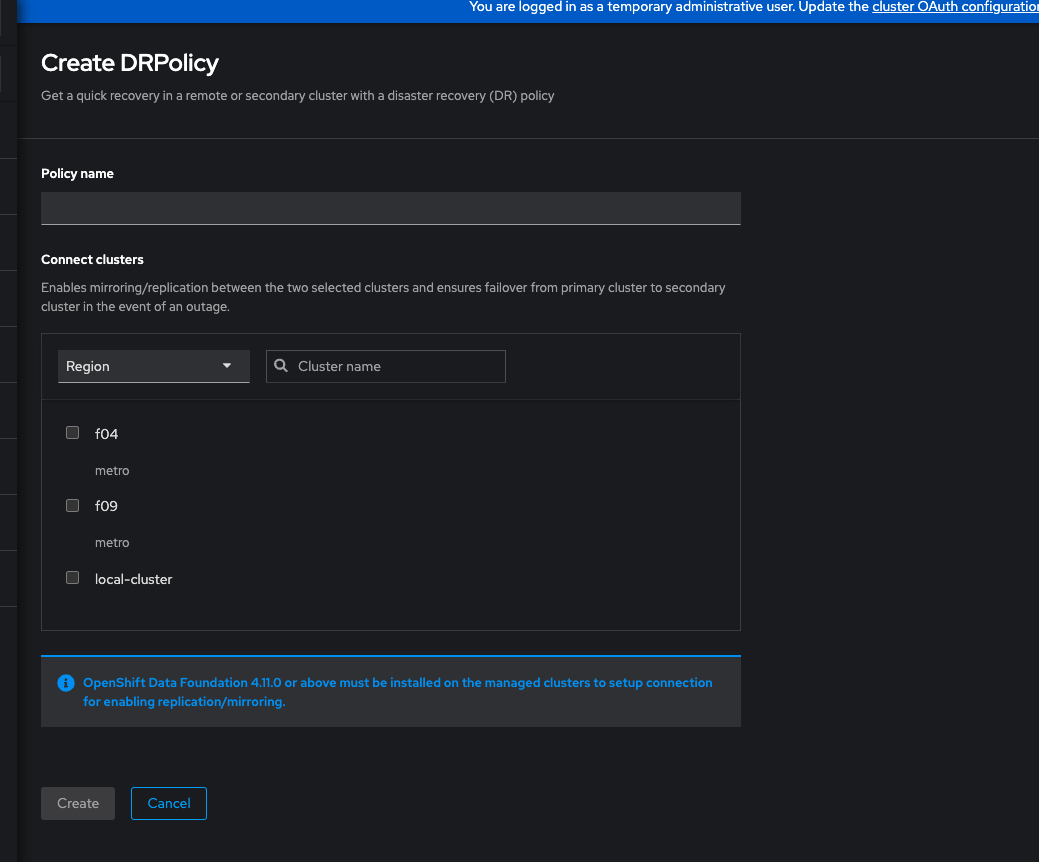 You are logged in as a temporary administrative user. Update the cluster OAuth configuration
Create DRPolicy
Get a quick recovery in a remote or secondary cluster with a disaster recovery (DR) policy
Policy name
Connect clusters
Enables mirroring/replication between the two selected clusters and ensures failover from primary cluster to secondary
cluster in the event of an outage.
Region
Cluster name
f04
metro
f09
metro
local-cluster
OpenShift Data Foundation 4.11.0 or above must be installed on the managed clusters to setup connection
for enabling replication/mirroring.
Create
Cancel